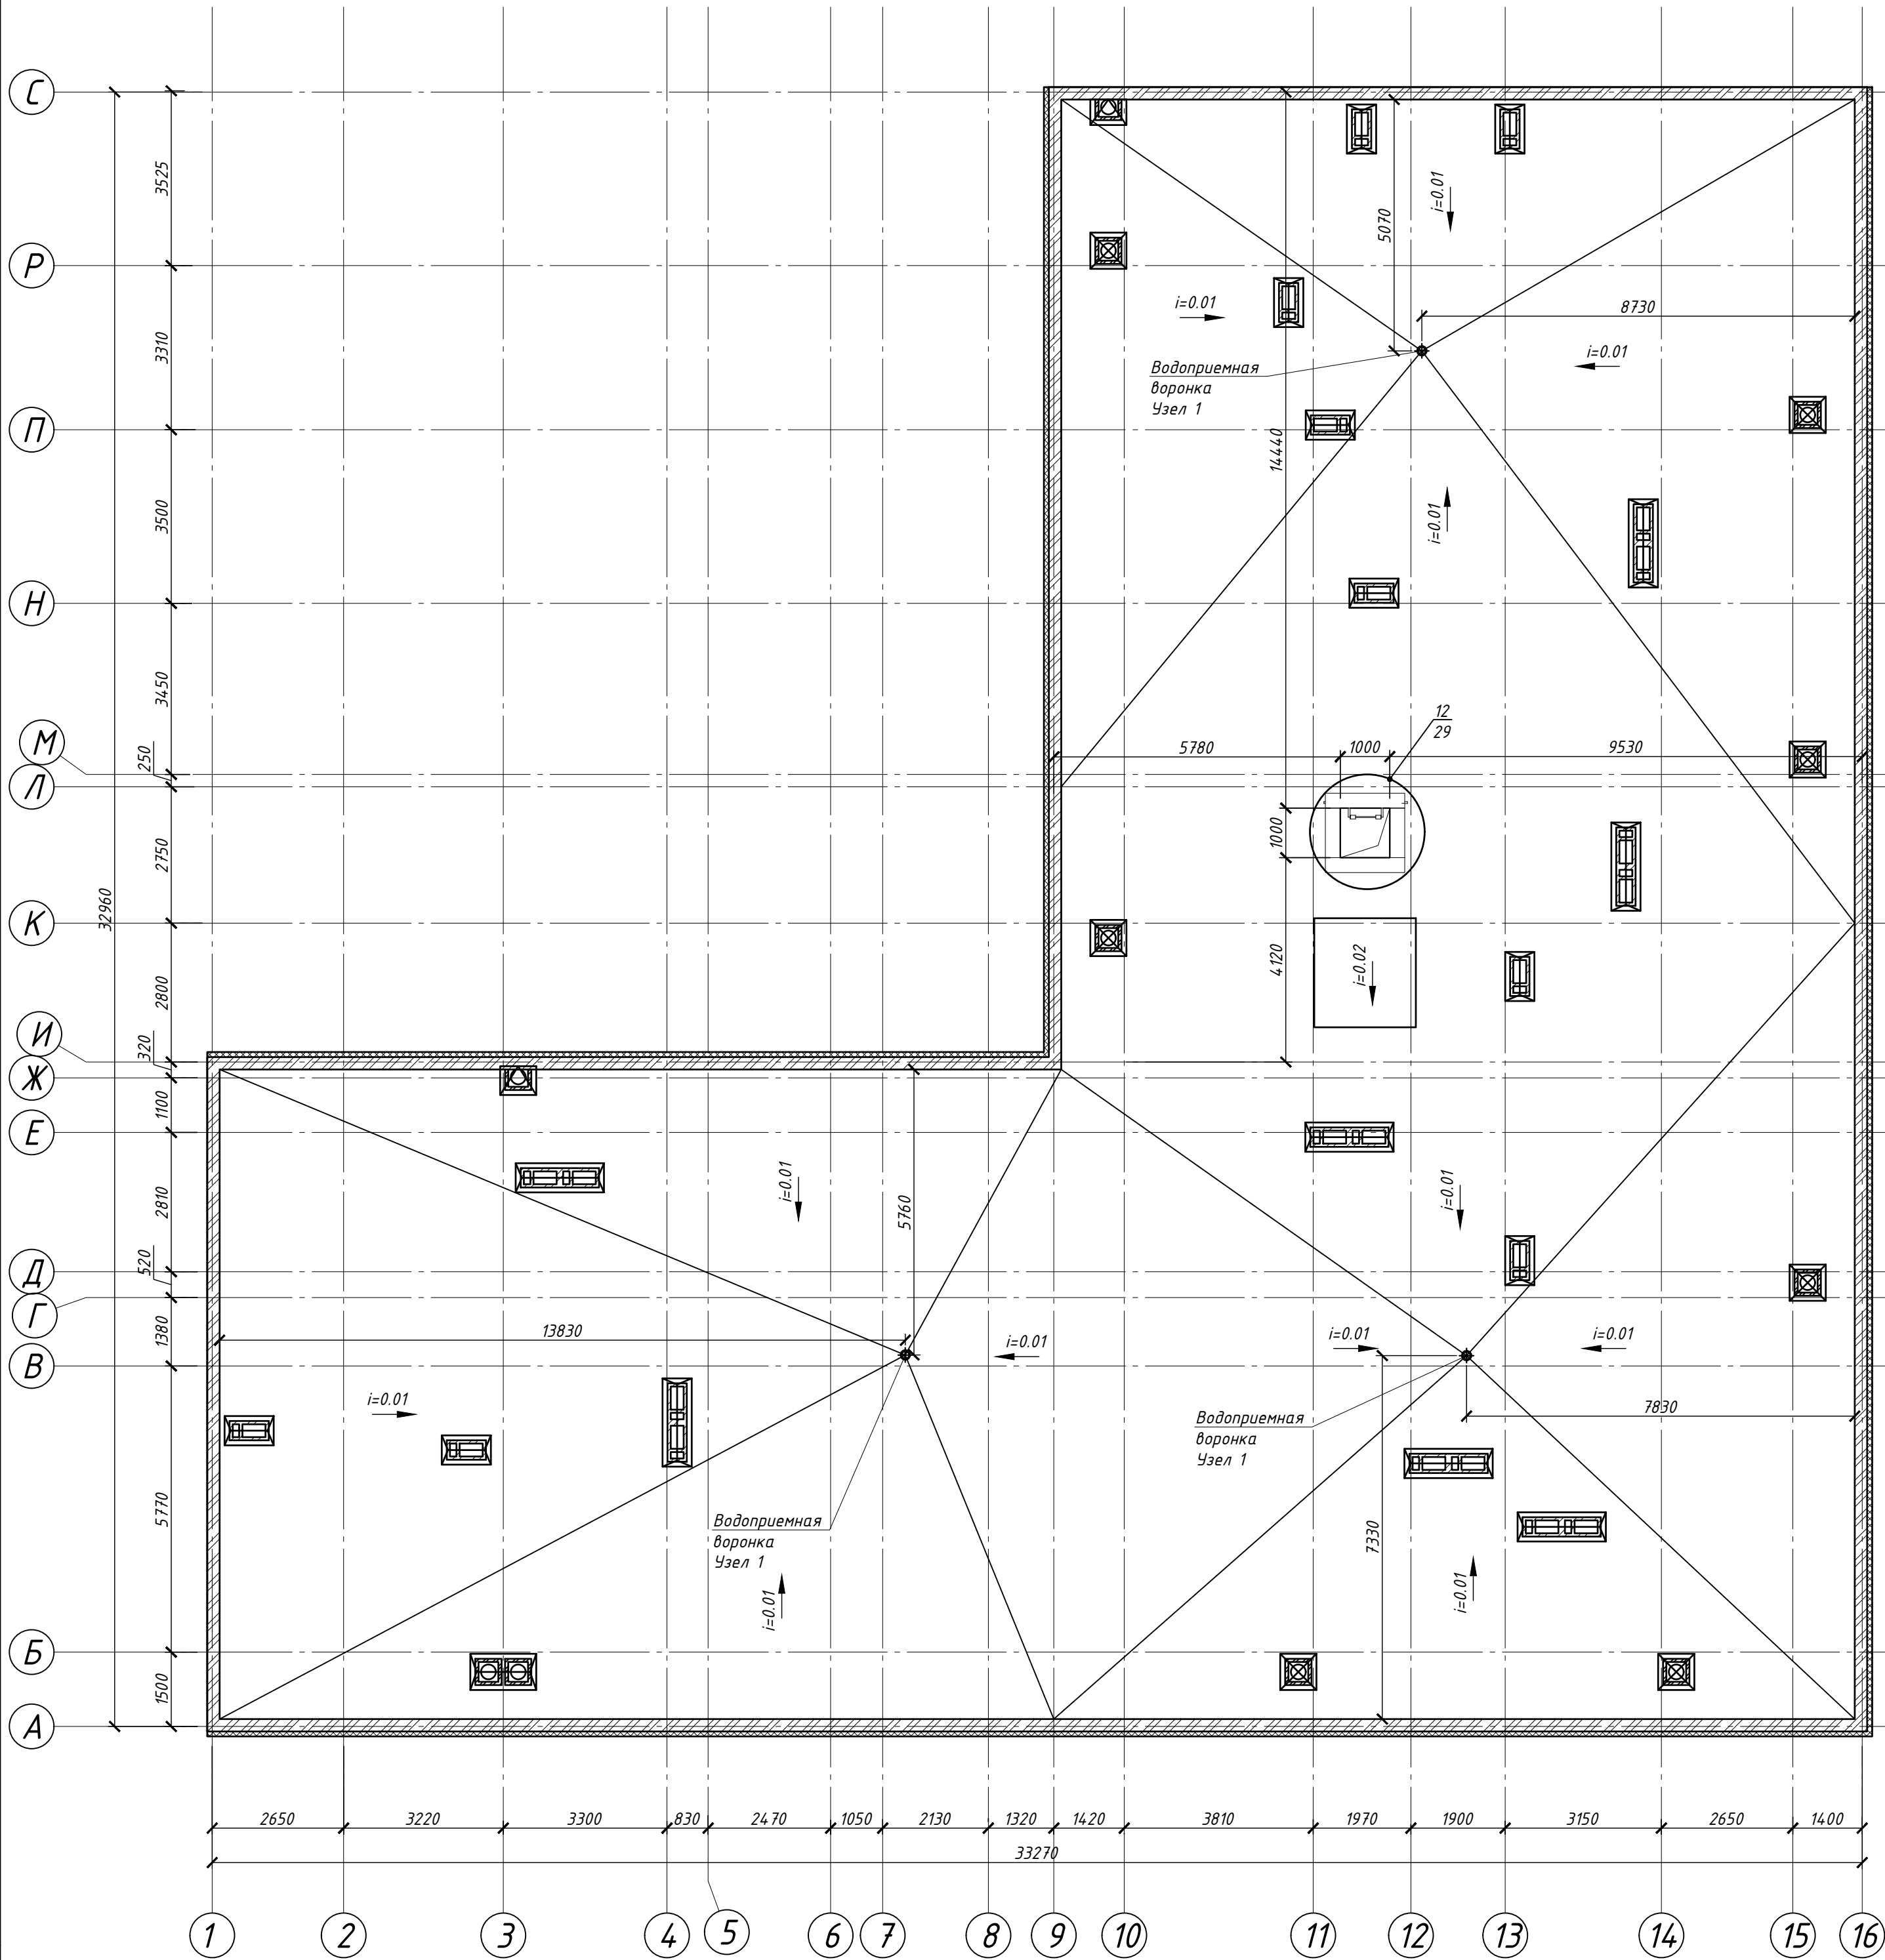 С
3525
5070
i=0.01
Р
i=0.01
8730
3310
i=0.01
Водоприемная
воронка
Узел 1
П
14440
3500
i=0.01
Н
3450
М
250
12
29
5780
1000
9530
Л
2750
1000
32960
К
2800
4120
i=0.02
И
320
Ж
1100
Е
2810
i=0.01
5760
i=0.01
Д
520
Г
1380
13830
i=0.01
i=0.01
i=0.01
В
i=0.01
7830
Водоприемная
воронка
Узел 1
5770
Водоприемная
воронка
Узел 1
7330
i=0.01
i=0.01
Б
1500
А
2650
3220
3300
830
2470
1050
2130
1320
1420
3810
1970
1900
3150
2650
1400
33270
1
2
3
4
5
6
7
8
9
10
11
12
13
14
15
16